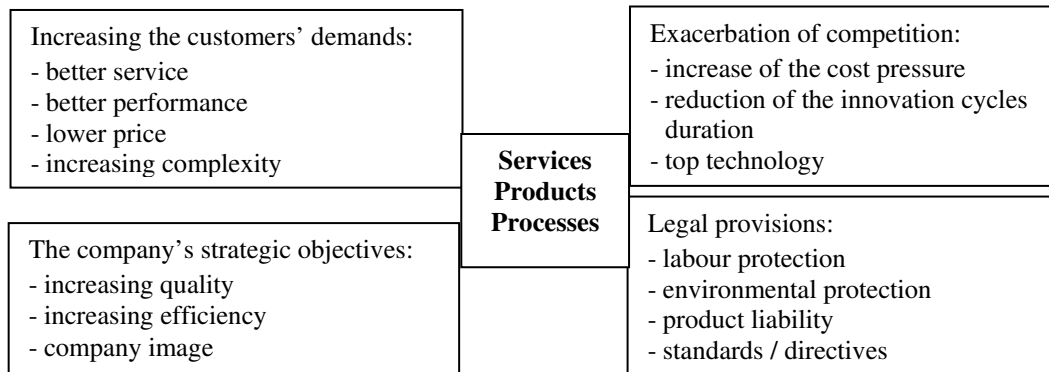 Increasing the customers’ demands:
- better service
- better performance
- lower price
- increasing complexity
Exacerbation of competition:
- increase of the cost pressure
- reduction of the innovation cycles
duration
- top technology
Services
Products
Processes
The company’s strategic objectives:
- increasing quality
- increasing efficiency
- company image
Legal provisions:
- labour protection
- environmental protection
- product liability
- standards / directives